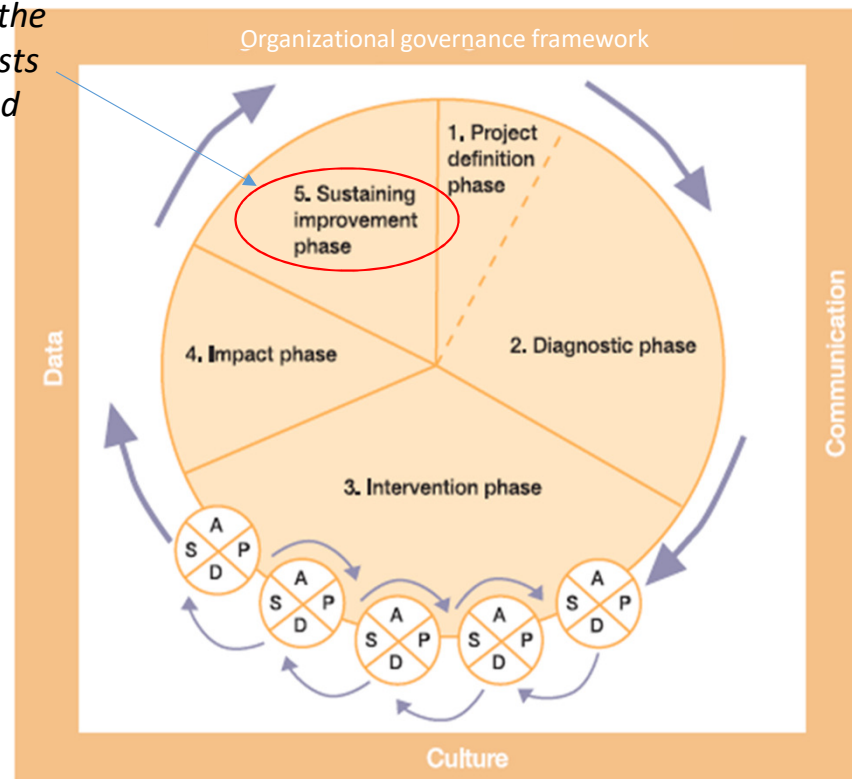 the
sts
d
Organizational governance framework
1. Project
definition
phase
5. Sustaining
improvement
phase
2. Diagnostic phase
4. Impact phase
3. Intervention phase
Data
Communication
A
S P
D
A
S P
D
A
S P
D
A
S P
D
A
S P
D
Culture